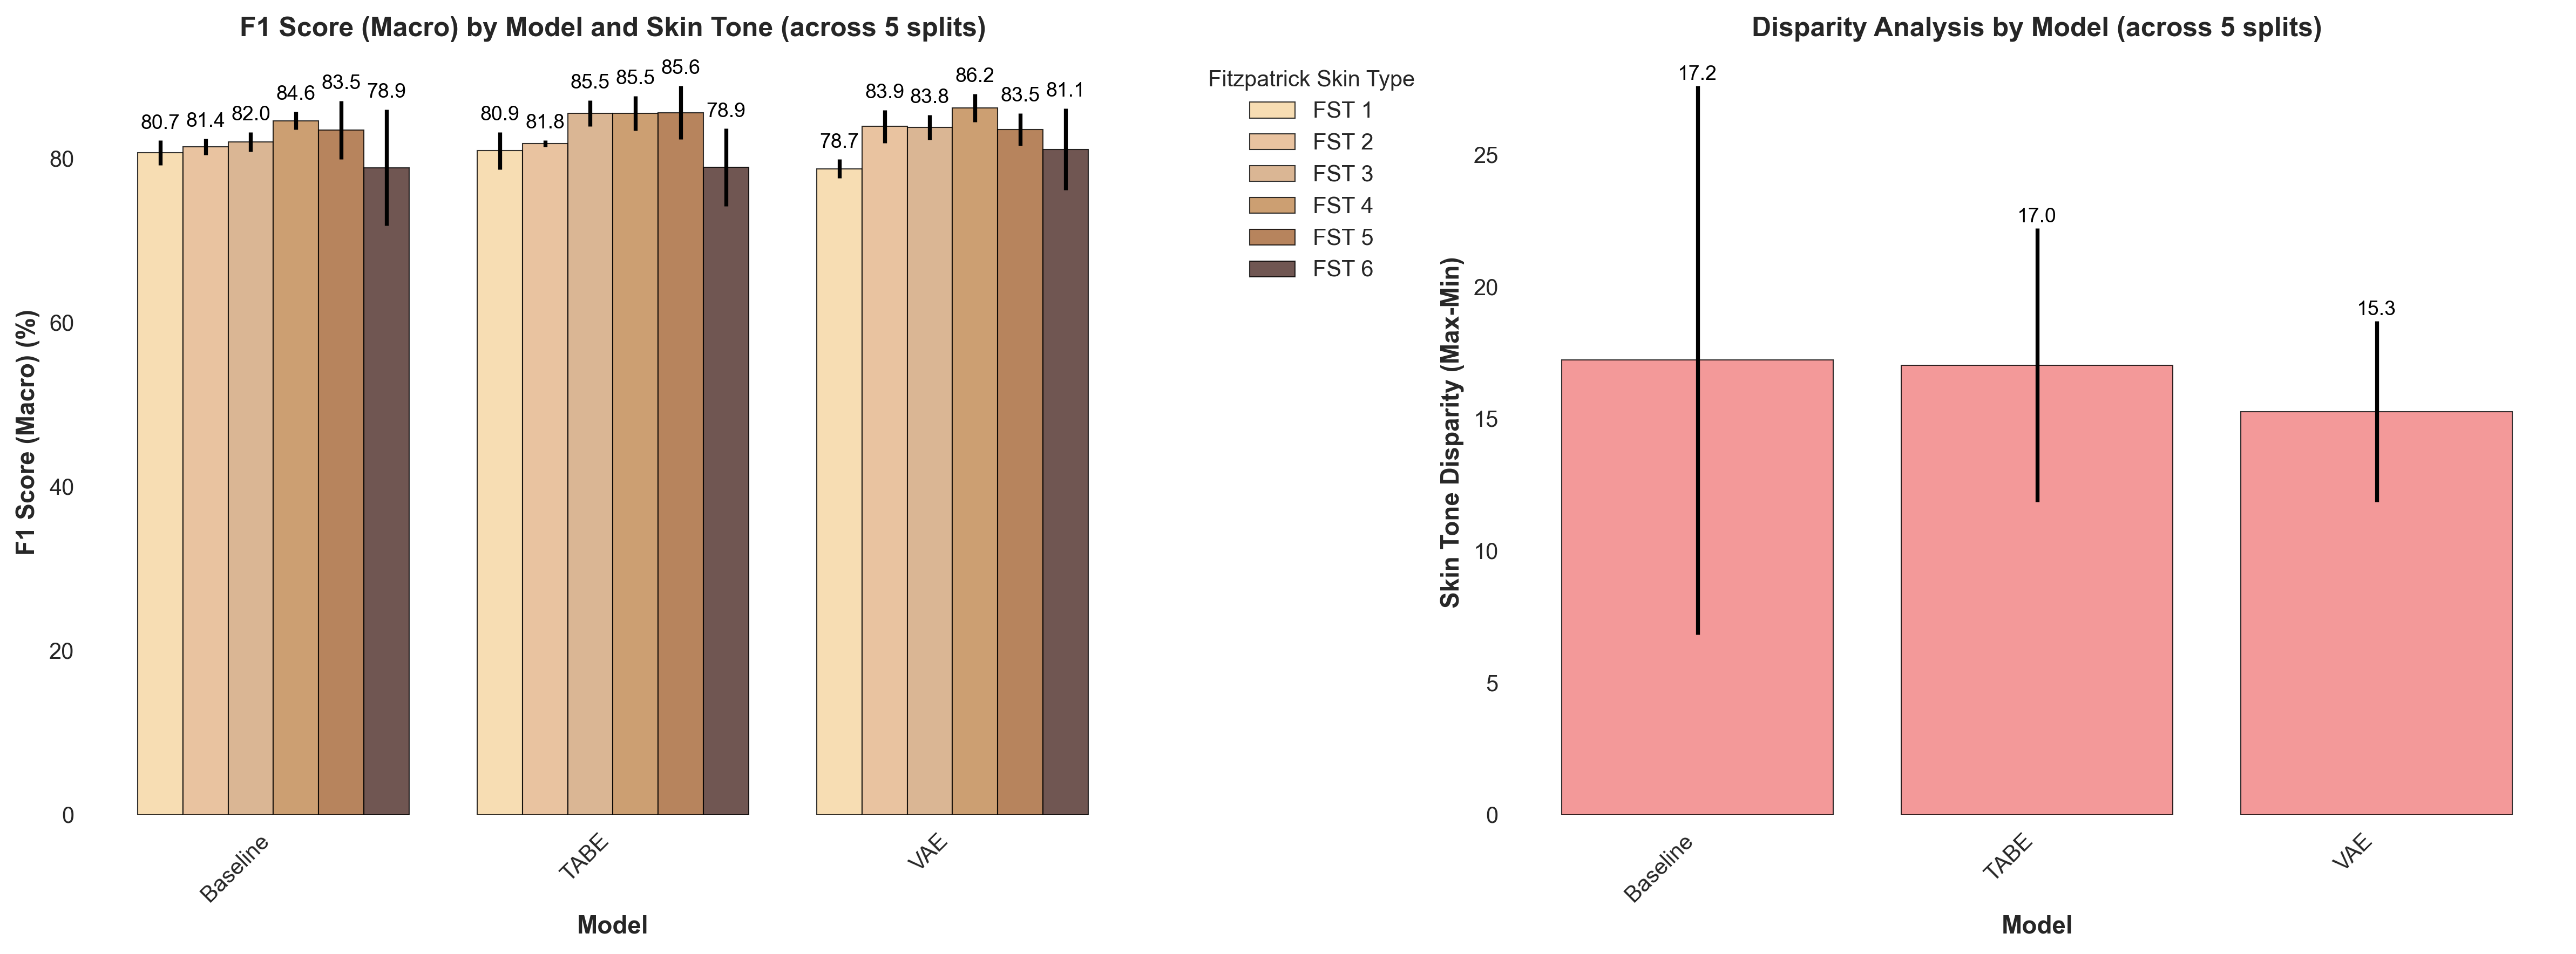 F1 Score (Macro) by Model and Skin Tone (across 5 splits)
F1 Score (Macro) (%)
80
60
40
20
0
80.7 81.4 82.0 84.6 83.5 78.9
80.9 81.8 85.5 85.5 85.6 78.9
78.7 83.9 83.8 86.2 83.5 81.1
Baseline
TABE
VAE
Model
Fitzpatrick Skin Type
FST 1
FST 2
FST 3
FST 4
FST 5
FST 6
Disparity Analysis by Model (across 5 splits)
Skin Tone Disparity (Max-Min)
25
20
15
10
5
0
17.2
17.0
15.3
Baseline
TABE
VAE
Model